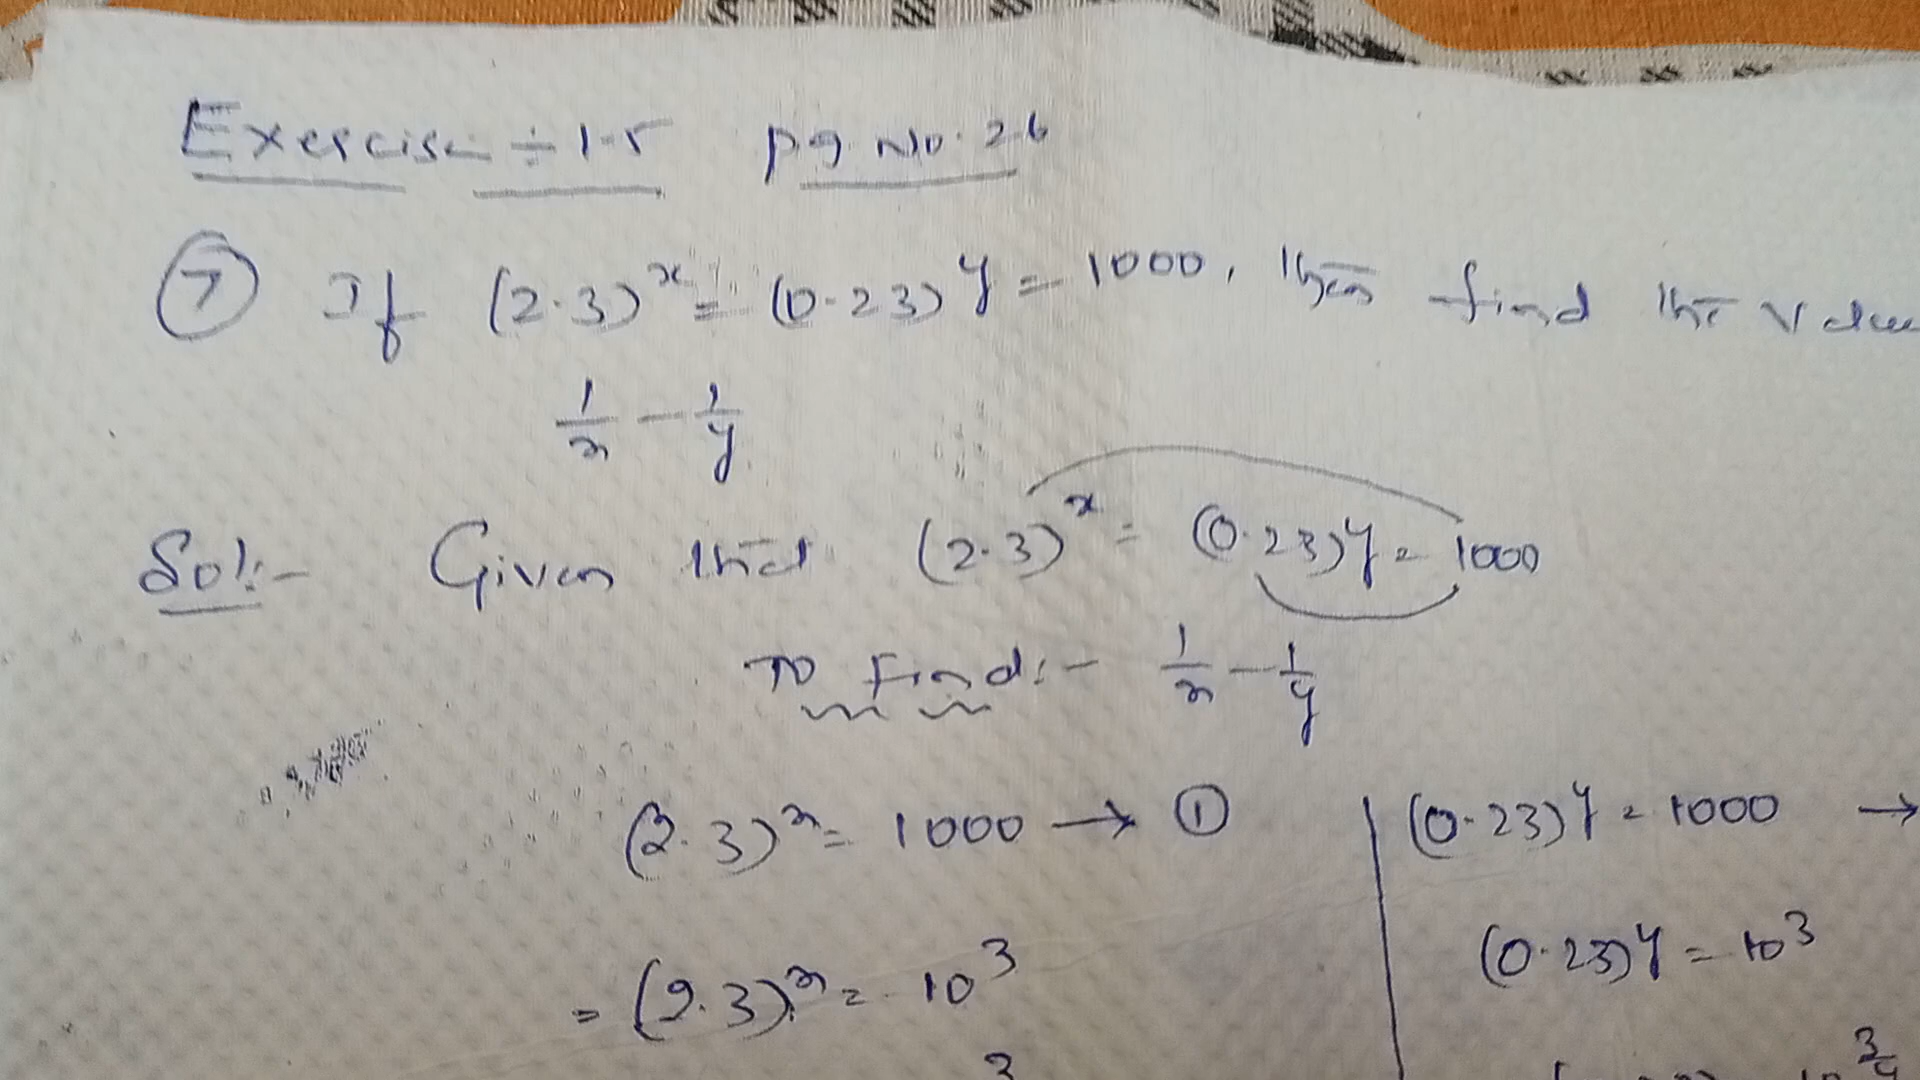 Exercise ÷ 1.5 pg. No. 26
7 If (2.3)^x = (0.23)^y = 1000, then find the value
1/x - 1/y
Sol:- Given that (2.3)^x = (0.23)^y = 1000
To Find:- 1/x - 1/y
(2.3)^x = 1000 → 1
(0.23)^y = 1000 →
= (2.3)^x = 10^3
(0.23)^y = 10^3